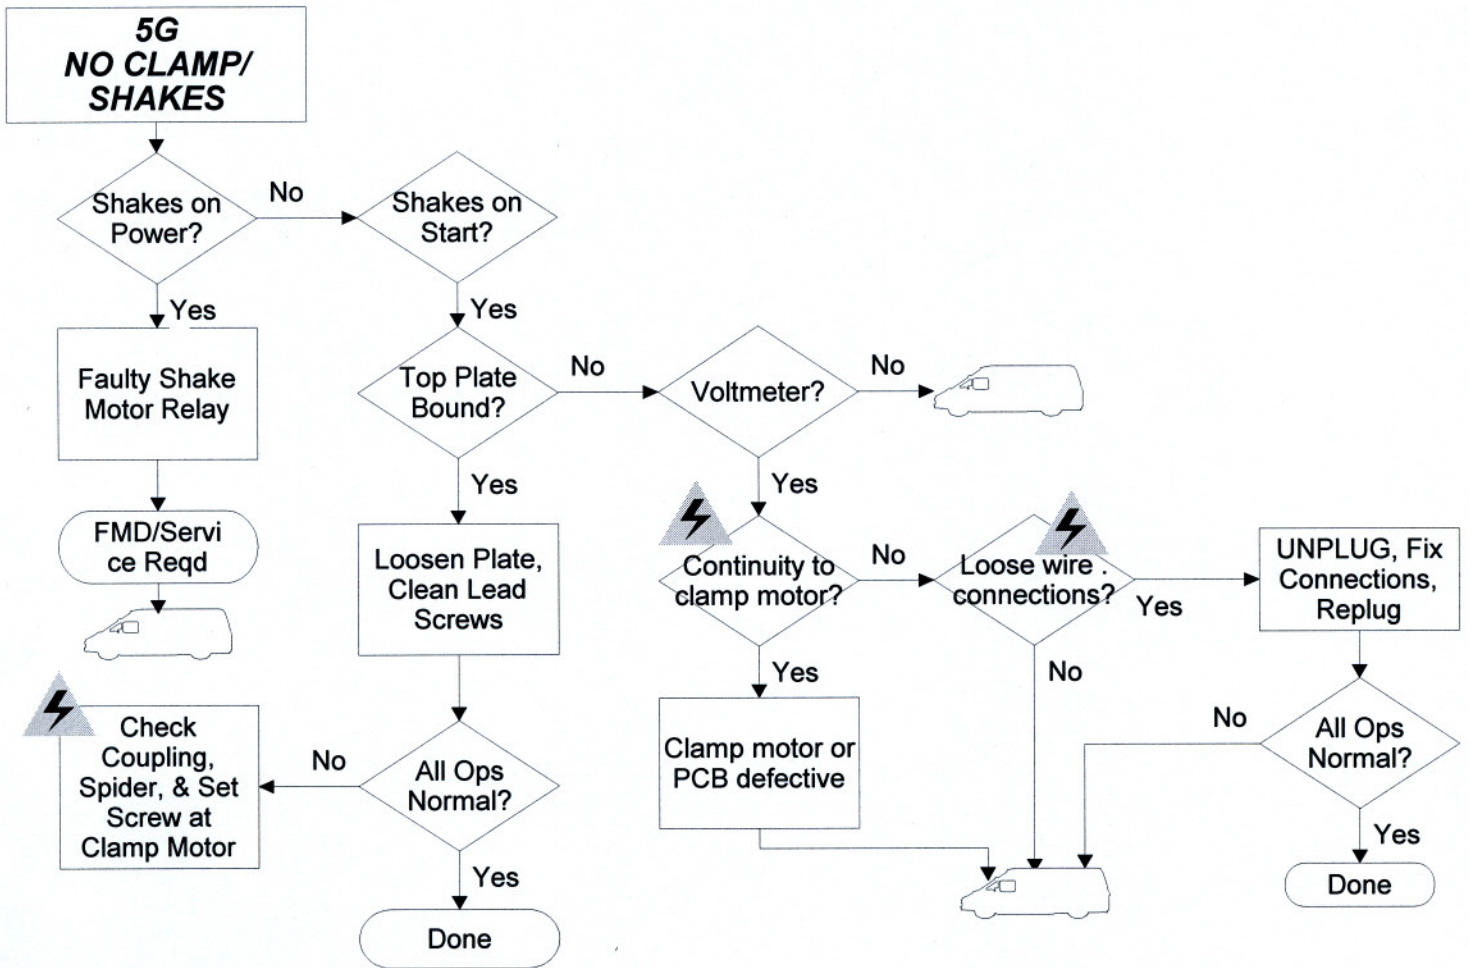 5G
NO CLAMP/
SHAKES
Shakes on
Power?
No
Shakes on
Start?
Yes
Yes
Faulty Shake
Motor Relay
Top Plate
Bound?
No
Voltmeter?
No
FMD/Servi
ce Reqd
Yes
Yes
Loosen Plate,
Clean Lead
Screws
Continuity to
clamp motor?
No
Loose wire .
connections?
Yes
UNPLUG, Fix
Connections,
Replug
Yes
No
Check
Coupling,
Spider, & Set
Screw at
Clamp Motor
No
All Ops
Normal?
Clamp motor or
PCB defective
No
All Ops
Normal?
Yes
Yes
Done
Done